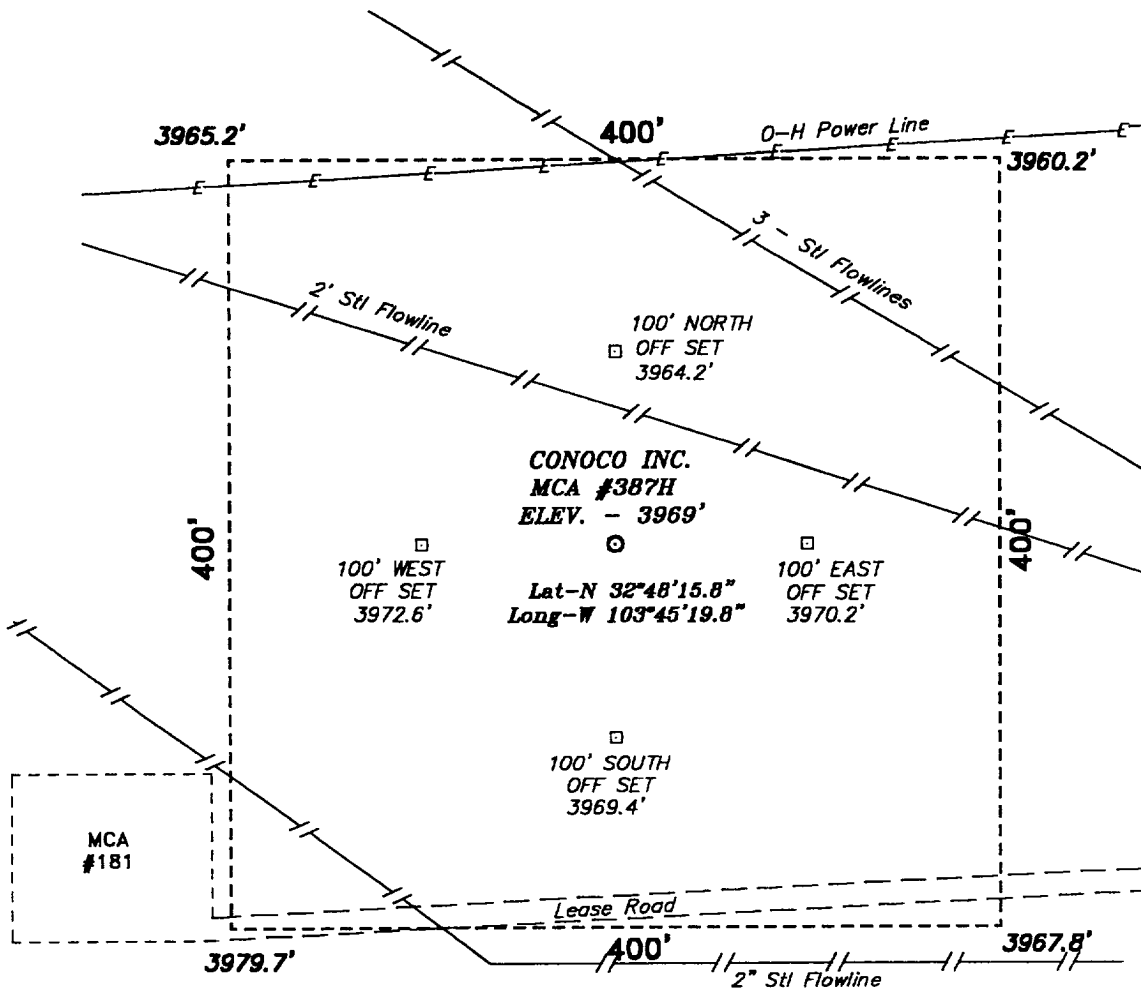 3965.2'
400'
O-H Power Line
3960.2'
E E E E E E E E E
3 - Stl Flowlines
2' Stl Flowline
100' NORTH
OFF SET
3964.2'
CONOCO INC.
MCA #387H
ELEV. - 3969'
400'
400'
100' WEST
OFF SET
3972.6'
Lat-N 32°48'15.8"
Long-W 103°45'19.8"
100' EAST
OFF SET
3970.2'
100' SOUTH
OFF SET
3969.4'
MCA
#181
Lease Road
3979.7'
400'
3967.8'
2" Stl Flowline